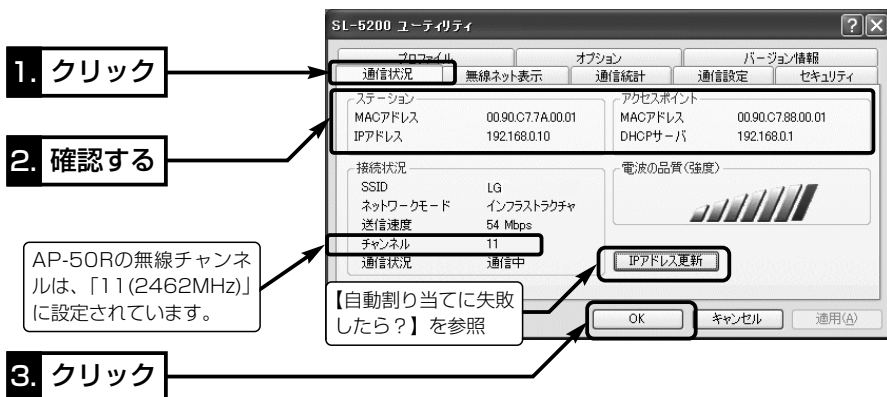 SL-5200 ユーティリティ
プロファイル オプション バージョン情報
通信状況 無線ネット表示 通信統計 通信設定 セキュリティ
1. クリック
2. 確認する
ステーション
MACアドレス 00.90.C7.7A.00.01
IPアドレス 192.168.0.10
アクセスポイント
MACアドレス 00.90.C7.88.00.01
DHCPサーバ 192.168.0.1
接続状況
SSID LG
ネットワークモード インフラストラクチャ
送信速度 54 Mbps
チャンネル 11
通信状況 通信中
電波の品質(強度)
IPアドレス更新
AP-50Rの無線チャンネ
ルは、「11(2462MHz)」
に設定されています。
【自動割り当てに失敗
したら？】を参照
OK キャンセル 適用(A)
3. クリック